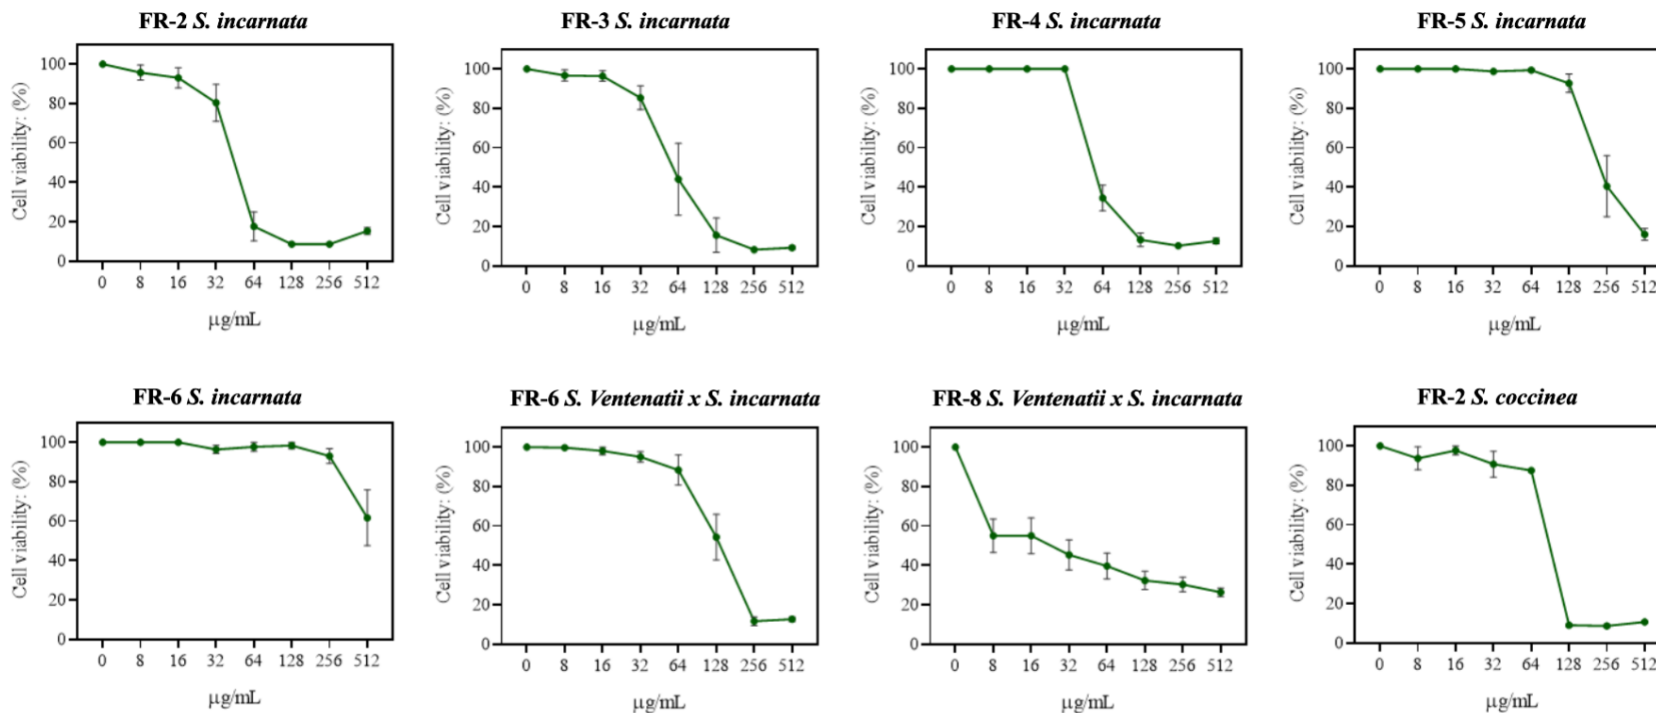 FR-2 S. incarnata
Cell viability: (%)
100
80
60
40
20
0
0 8 16 32 64 128 256 512
μg/mL
FR-3 S. incarnata
Cell viability: (%)
100
80
60
40
20
0
0 8 16 32 64 128 256 512
μg/mL
FR-4 S. incarnata
Cell viability: (%)
100
80
60
40
20
0
0 8 16 32 64 128 256 512
μg/mL
FR-5 S. incarnata
Cell viability: (%)
100
80
60
40
20
0
0 8 16 32 64 128 256 512
μg/mL
FR-6 S. incarnata
Cell viability: (%)
100
80
60
40
20
0
0 8 16 32 64 128 256 512
μg/mL
FR-6 S. Ventenatii x S. incarnata
Cell viability: (%)
100
80
60
40
20
0
0 8 16 32 64 128 256 512
μg/mL
FR-8 S. Ventenatii x S. incarnata
Cell viability: (%)
100
80
60
40
20
0
0 8 16 32 64 128 256 512
μg/mL
FR-2 S. coccinea
Cell viability: (%)
100
80
60
40
20
0
0 8 16 32 64 128 256 512
μg/mL